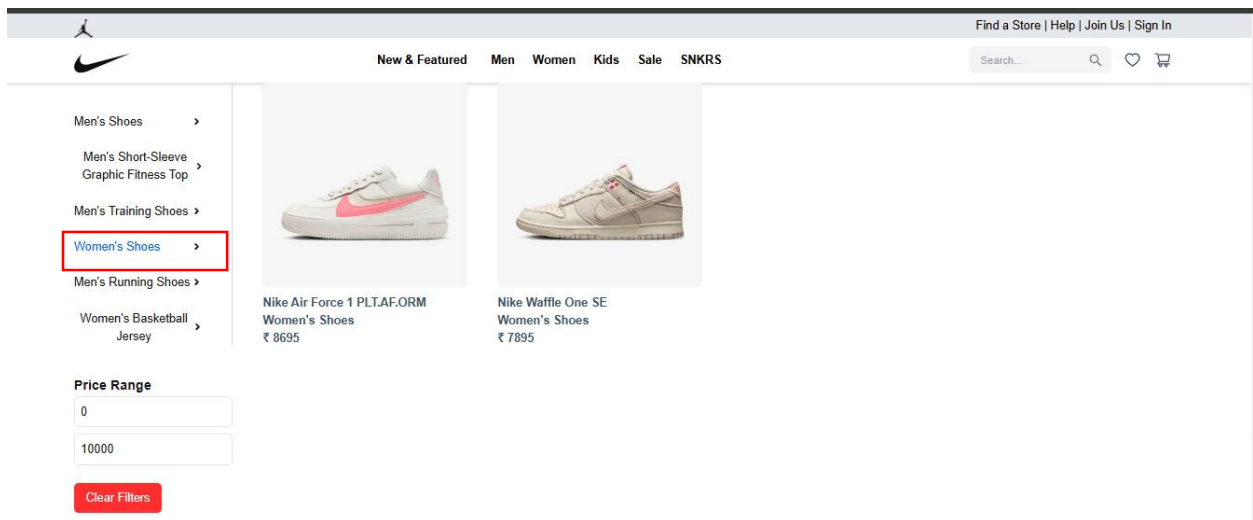 Find a Store | Help | Join Us | Sign In
New & Featured Men Women Kids Sale SNKRS
Search...
Men's Shoes
Men's Short-Sleeve
Graphic Fitness Top
Men's Training Shoes
Women's Shoes
Men's Running Shoes
Women's Basketball
Jersey
Price Range
0
10000
Clear Filters
Nike Air Force 1 PLT.AF.ORM
Women's Shoes
₹ 8695
Nike Waffle One SE
Women's Shoes
₹ 7895